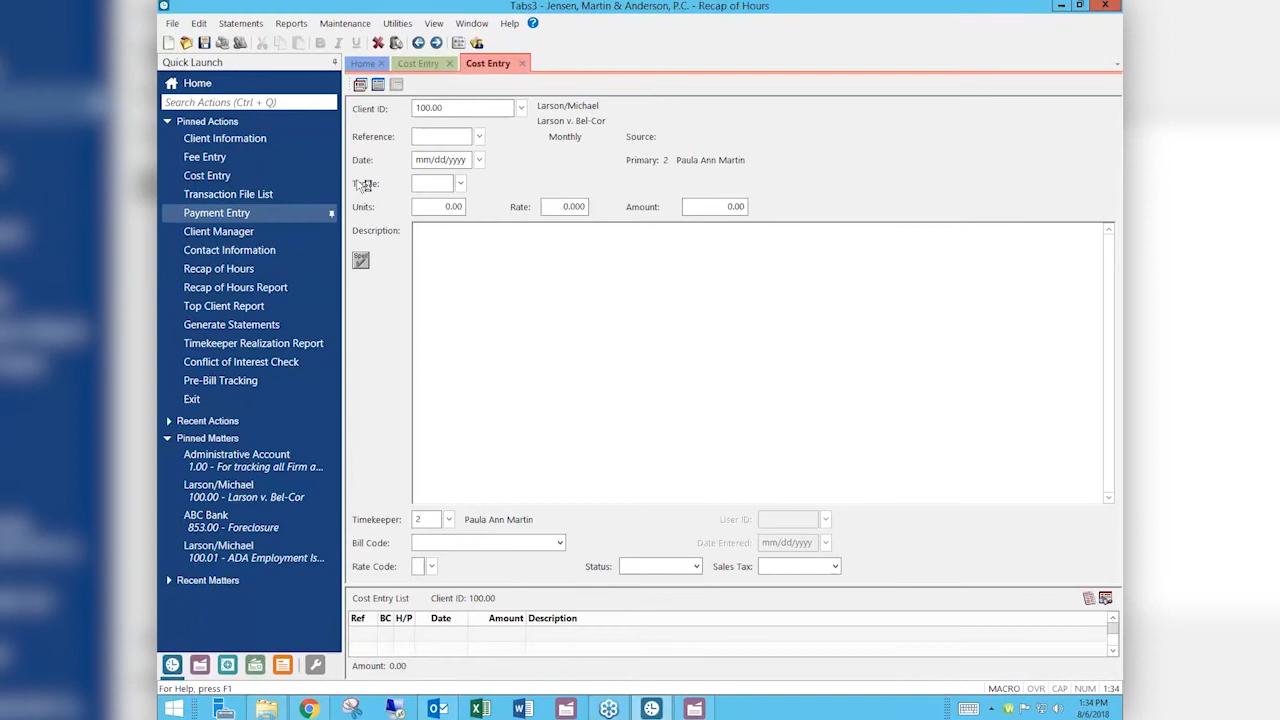 Tabs3 - Jensen, Martin & Anderson, P.C. - Recap of Hours
File Edit Statements Reports Maintenance Utilities View Window Help
Quick Launch
Home Cost Entry Cost Entry
Home
Search Actions (Ctrl + Q)
Pinned Actions
Client Information
Fee Entry
Cost Entry
Transaction File List
Payment Entry
Client Manager
Contact Information
Recap of Hours
Recap of Hours Report
Top Client Report
Generate Statements
Timekeeper Realization Report
Conflict of Interest Check
Pre-Bill Tracking
Exit
Recent Actions
Pinned Matters
Administrative Account
1.00 - For tracking all Firm a...
Larson/Michael
100.00 - Larson v. Bel-Cor
ABC Bank
853.00 - Foreclosure
Larson/Michael
100.01 - ADA Employment Is...
Recent Matters
Client ID: 100.00 Larson/Michael
Larson v. Bel-Cor
Reference: Monthly Source:
Date: mm/dd/yyyy Primary: 2 Paula Ann Martin
Units: 0.00 Rate: 0.000 Amount: 0.00
Description:
Spell
Timekeeper: 2 Paula Ann Martin User ID:
Bill Code: Date Entered: mm/dd/yyyy
Rate Code: Status: Sales Tax:
Cost Entry List Client ID: 100.00
Ref BC H/P Date Amount Description
Amount: 0.00
For Help, press F1 MACRO OVR CAP NUM 1:34
1:34 PM
8/6/2018